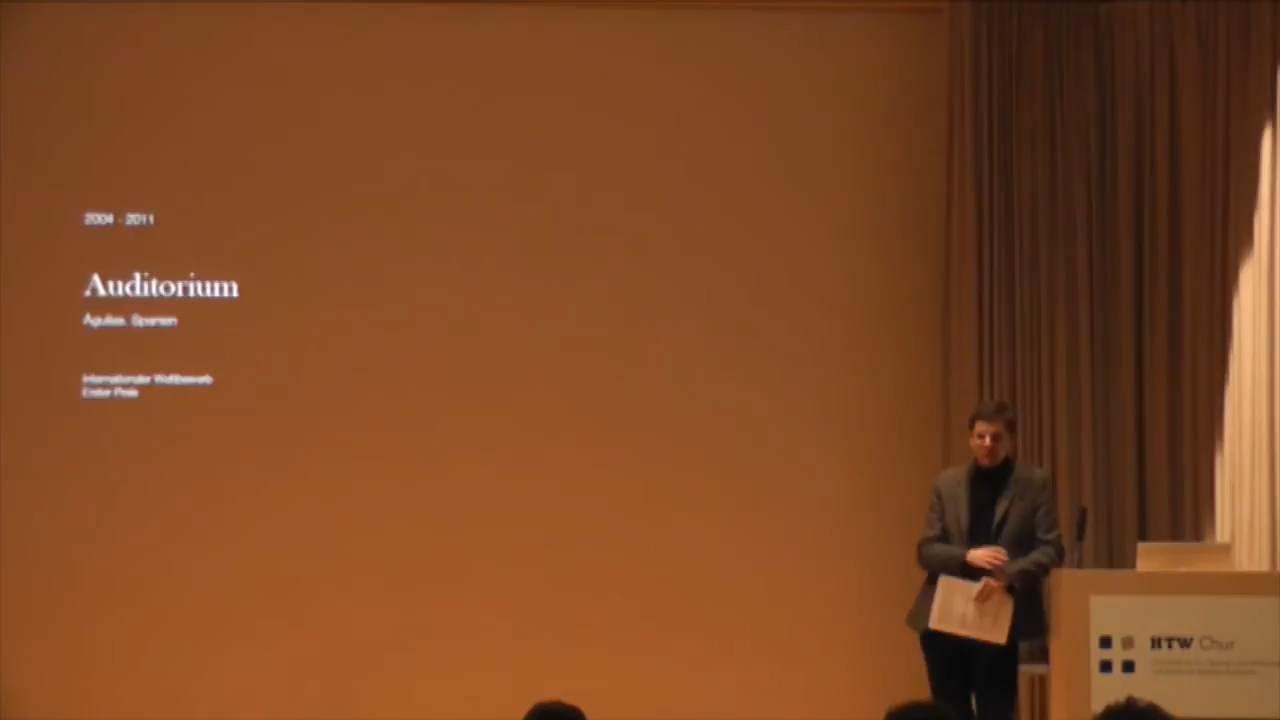 2004 - 2011
Auditorium
Águilas, Spanien
Internationaler Wettbewerb
Erster Preis
HTW Chur